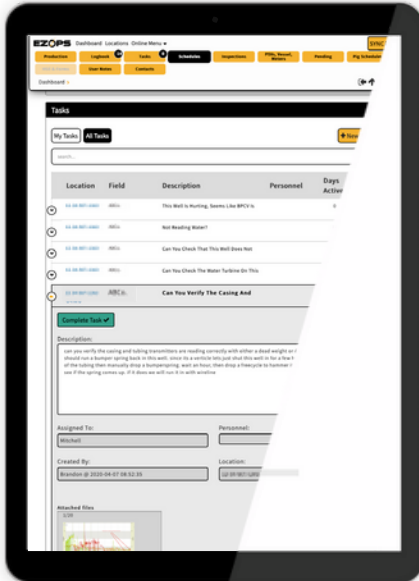 EZOPS Dashboard Locations Online Menu SYNC
Production Logbook Tasks Schedules Inspections PSVs, Vessel, Meters Pending Pig Schedules
User Notes Contacts
Dashboard
Tasks
My Tasks All Tasks + New
search...
Location Field Description Personnel Days Active
This Well Is Hurting, Seems Like BPCV Is
Not Reading Water?
Can You Check That This Well Does Not
Can You Check The Water Turbine On This
Can You Verify The Casing And
Complete Task
Description:
can you verify the casing and tubing transmitters are reading correctly with either a dead weight or
should run a bumper spring back in this well. since its a verticle lets just shut this well in for a few
of the tubing then manually drop a bumperspring. wait an hour, then drop a freecycle to hammer
see if the spring comes up. if it does we will run it in with wireline
Assigned To: Personnel:
Mitchell
Created By: Location:
Brandon @ 2020-04-07 08:52:35
Attached files